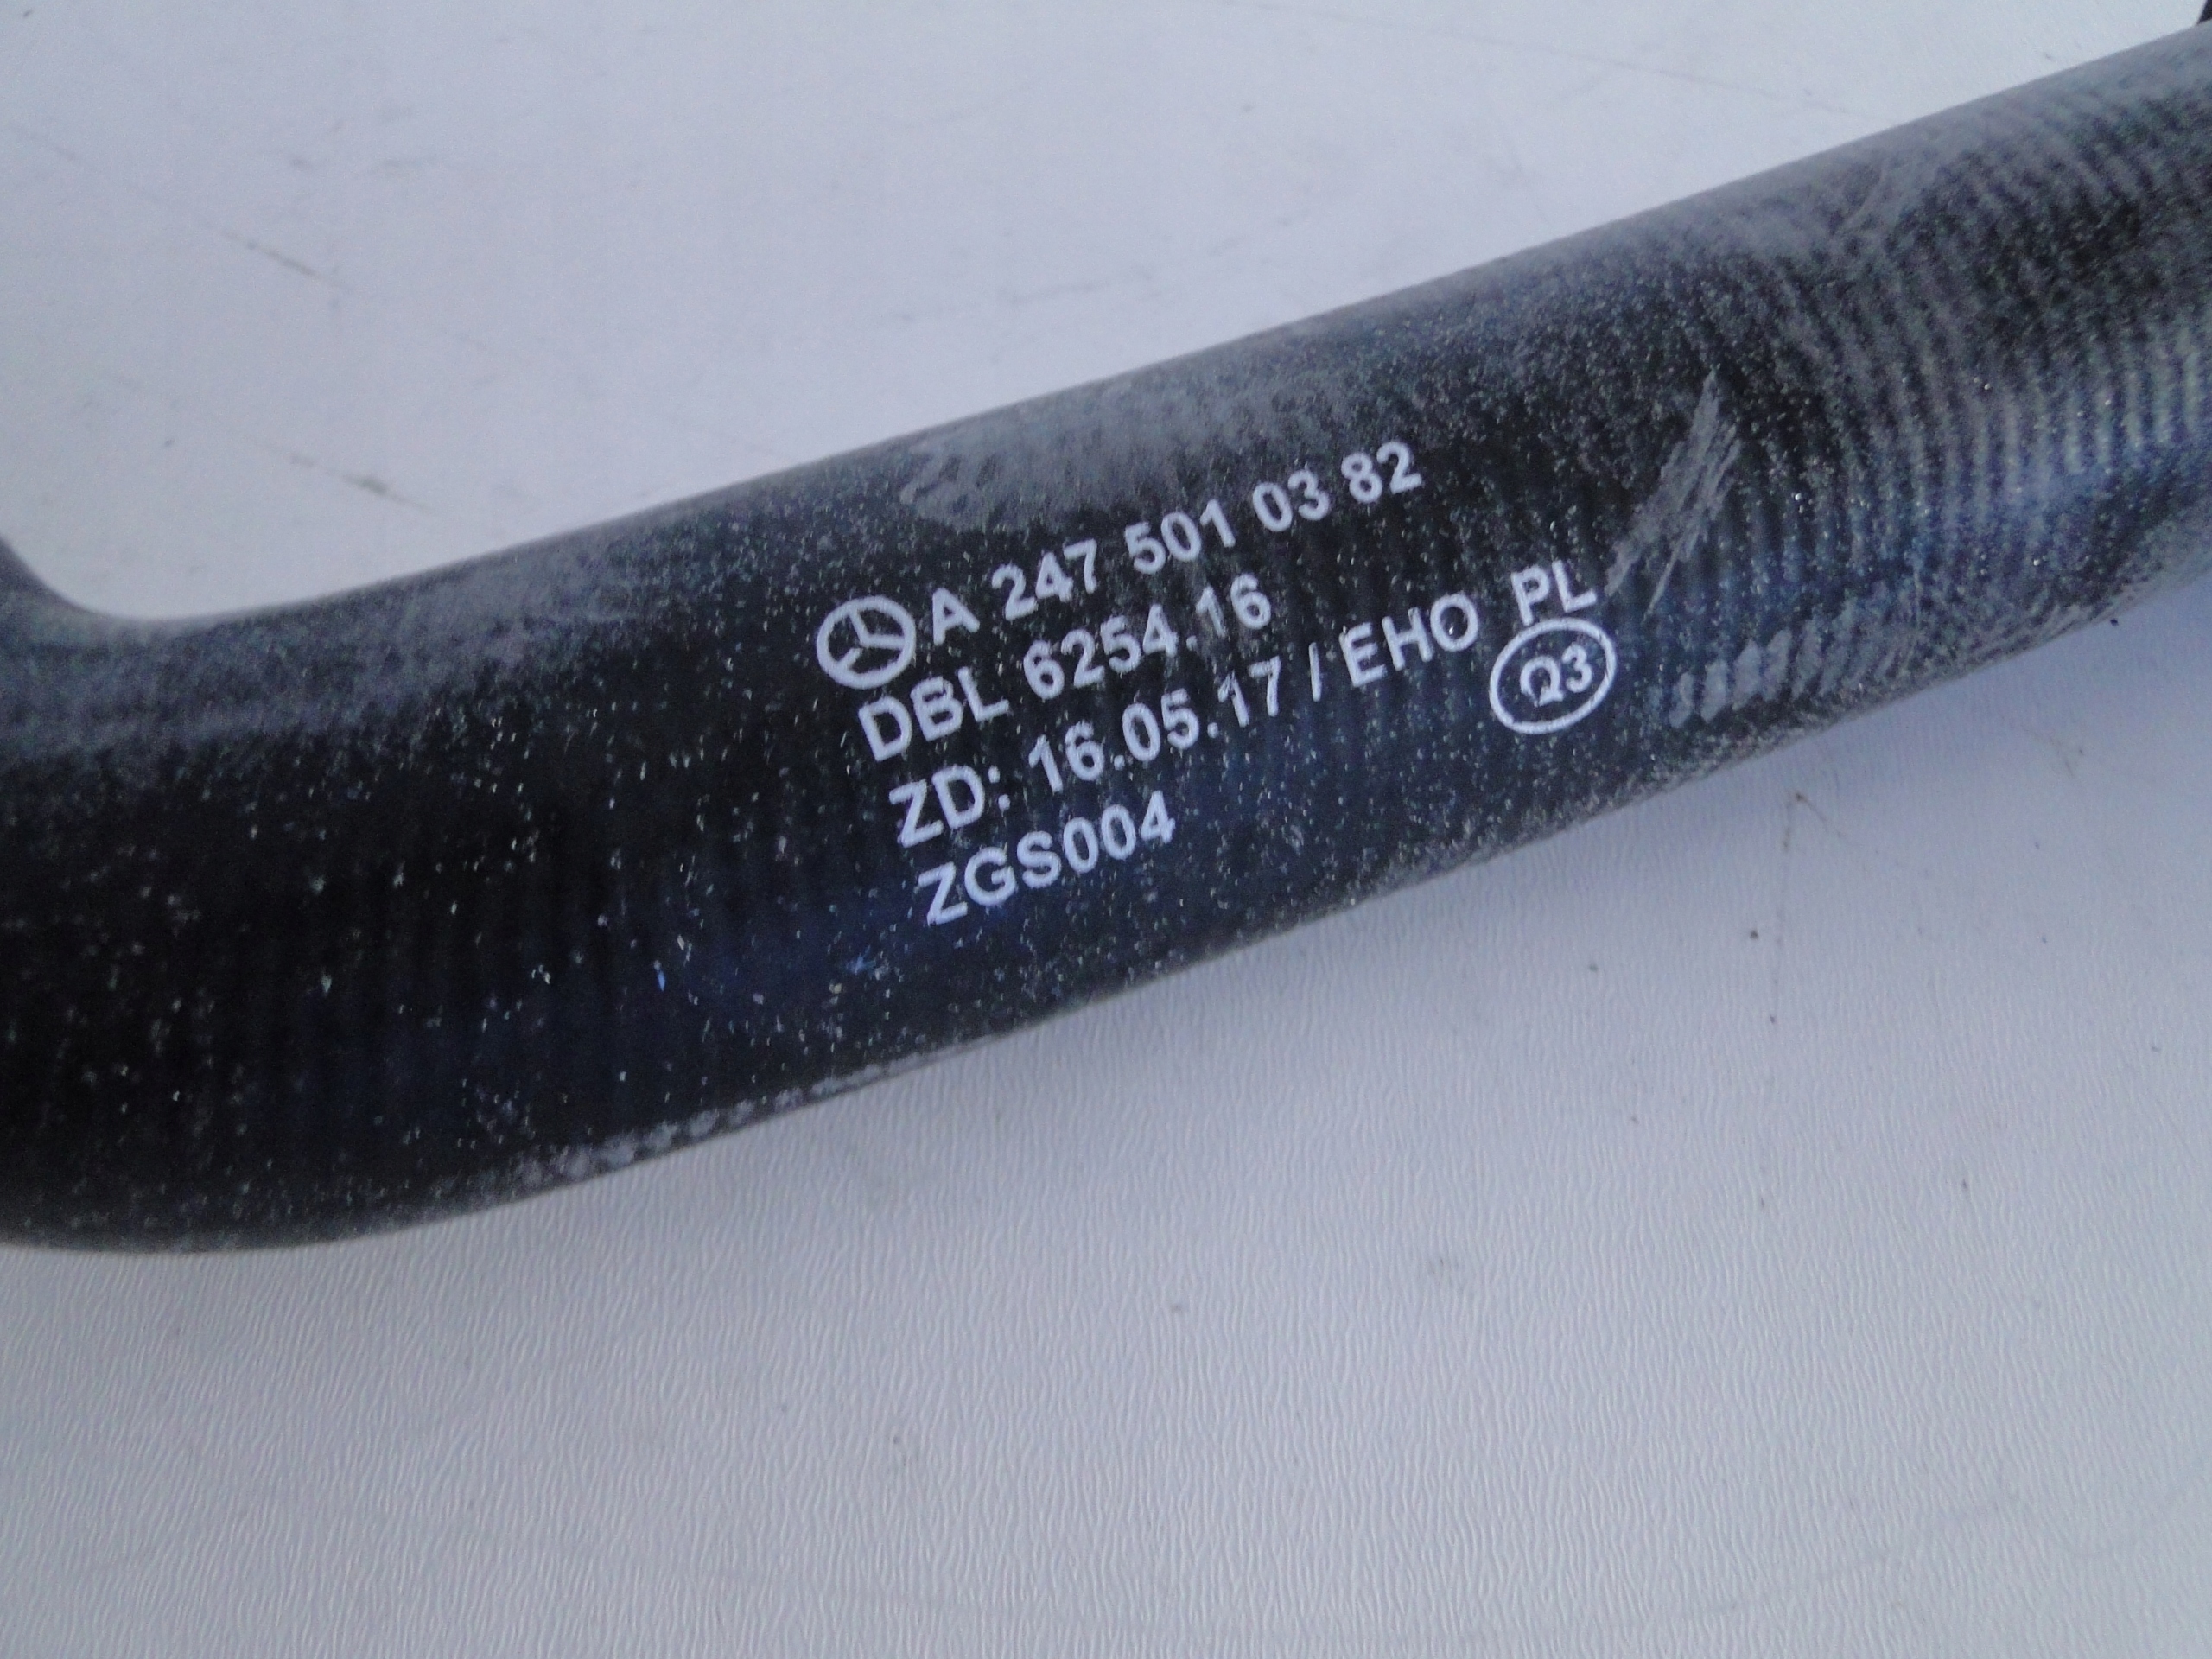 A 247 501 03 82
DBL 6254.16
ZD: 16.05.17 / EHO PL
Q3
ZGS004